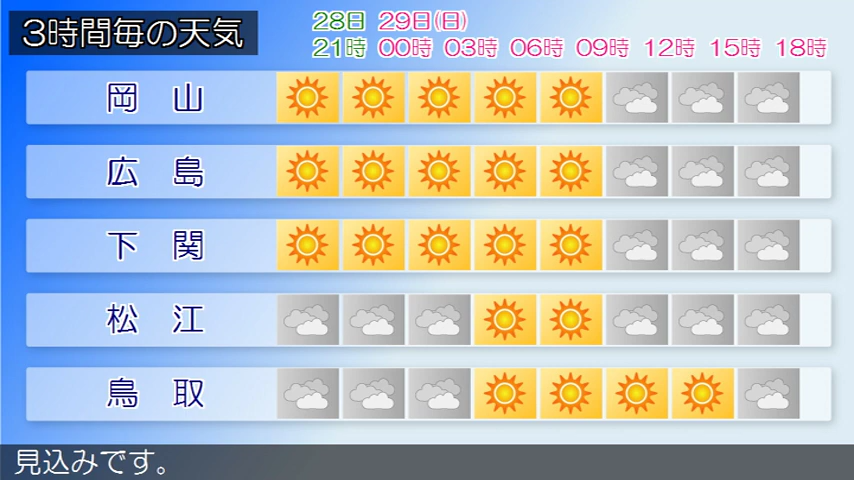 3時間毎の天気
28日 29日(日)
21時 00時 03時 06時 09時 12時 15時 18時
岡 山
広 島
下 関
松 江
鳥 取
見込みです。